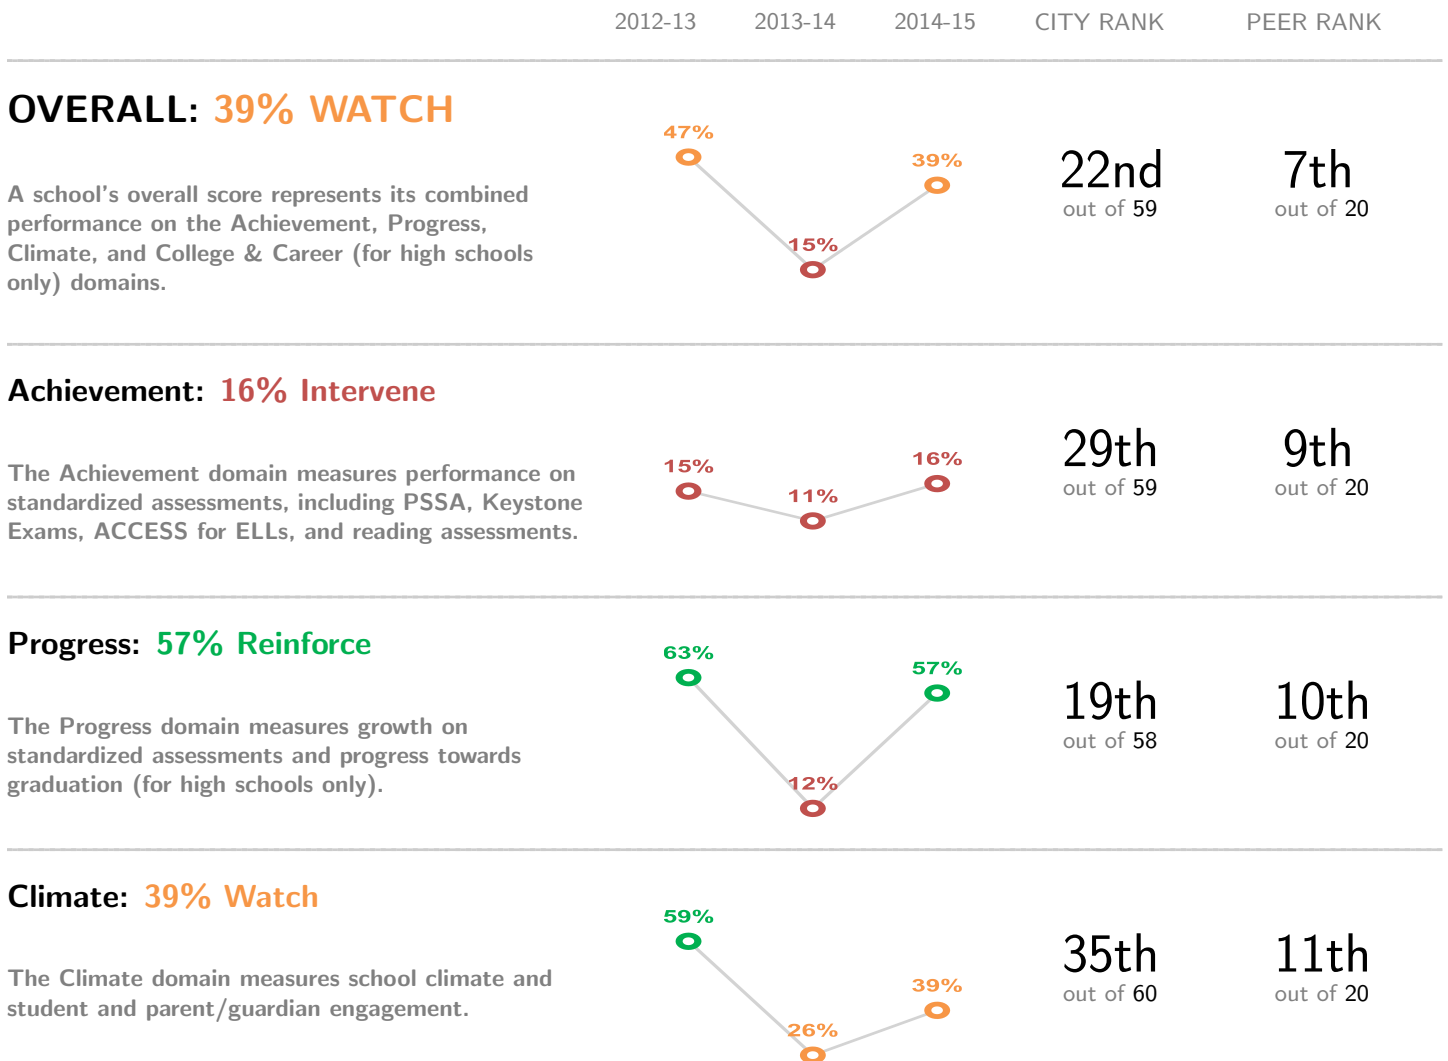 2012-13 2013-14 2014-15 CITY RANK PEER RANK
OVERALL: 39% WATCH
A school's overall score represents its combined
performance on the Achievement, Progress,
Climate, and College & Career (for high schools
only) domains.
47%
15%
39%
22nd
out of 59
7th
out of 20
Achievement: 16% Intervene
The Achievement domain measures performance on
standardized assessments, including PSSA, Keystone
Exams, ACCESS for ELLs, and reading assessments.
15%
11%
16%
29th
out of 59
9th
out of 20
Progress: 57% Reinforce
The Progress domain measures growth on
standardized assessments and progress towards
graduation (for high schools only).
63%
12%
57%
19th
out of 58
10th
out of 20
Climate: 39% Watch
The Climate domain measures school climate and
student and parent/guardian engagement.
59%
26%
39%
35th
out of 60
11th
out of 20